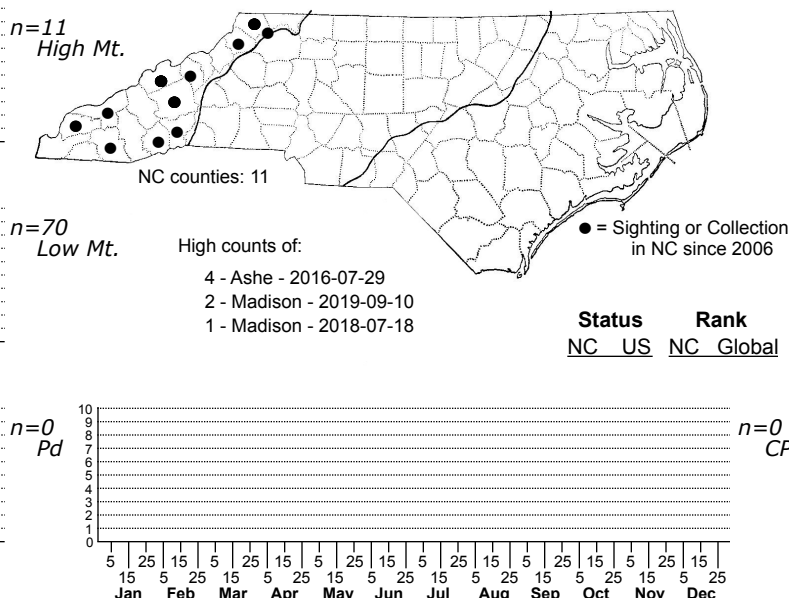 n=11
High Mt.
NC counties: 11
n=70
Low Mt.
High counts of:
4 - Ashe - 2016-07-29
2 - Madison - 2019-09-10
1 - Madison - 2018-07-18
● = Sighting or Collection
in NC since 2006
Status Rank
NC US NC Global
n=0
Pd
10
9
8
7
6
5
4
3
2
1
0
n=0
CP
5 25 15 5 25 15 5 25 15 5 25 15 5 25 15 5 25 15
15 5 25 15 5 25 15 5 25 15 5 25 15 5 25 15 5 25
Jan Feb Mar Apr May Jun Jul Aug Sep Oct Nov Dec